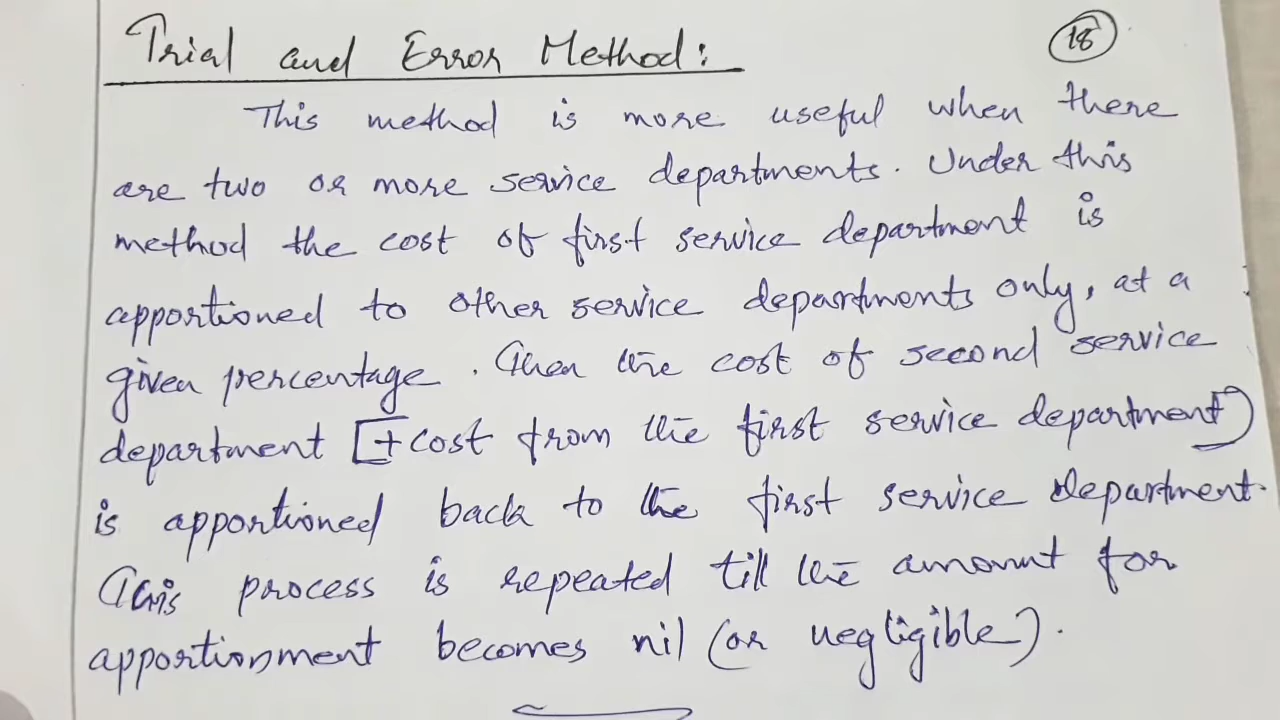 Trial and Error Method:
18
This method is more useful when there
are two or more service departments. Under this
method the cost of first service department is
apportioned to other service departments only, at a
given percentage. Then the cost of second service
department [+ cost from the first service department)
is apportioned back to the first service department.
This process is repeated till the amount for
apportionment becomes nil (or negligible).